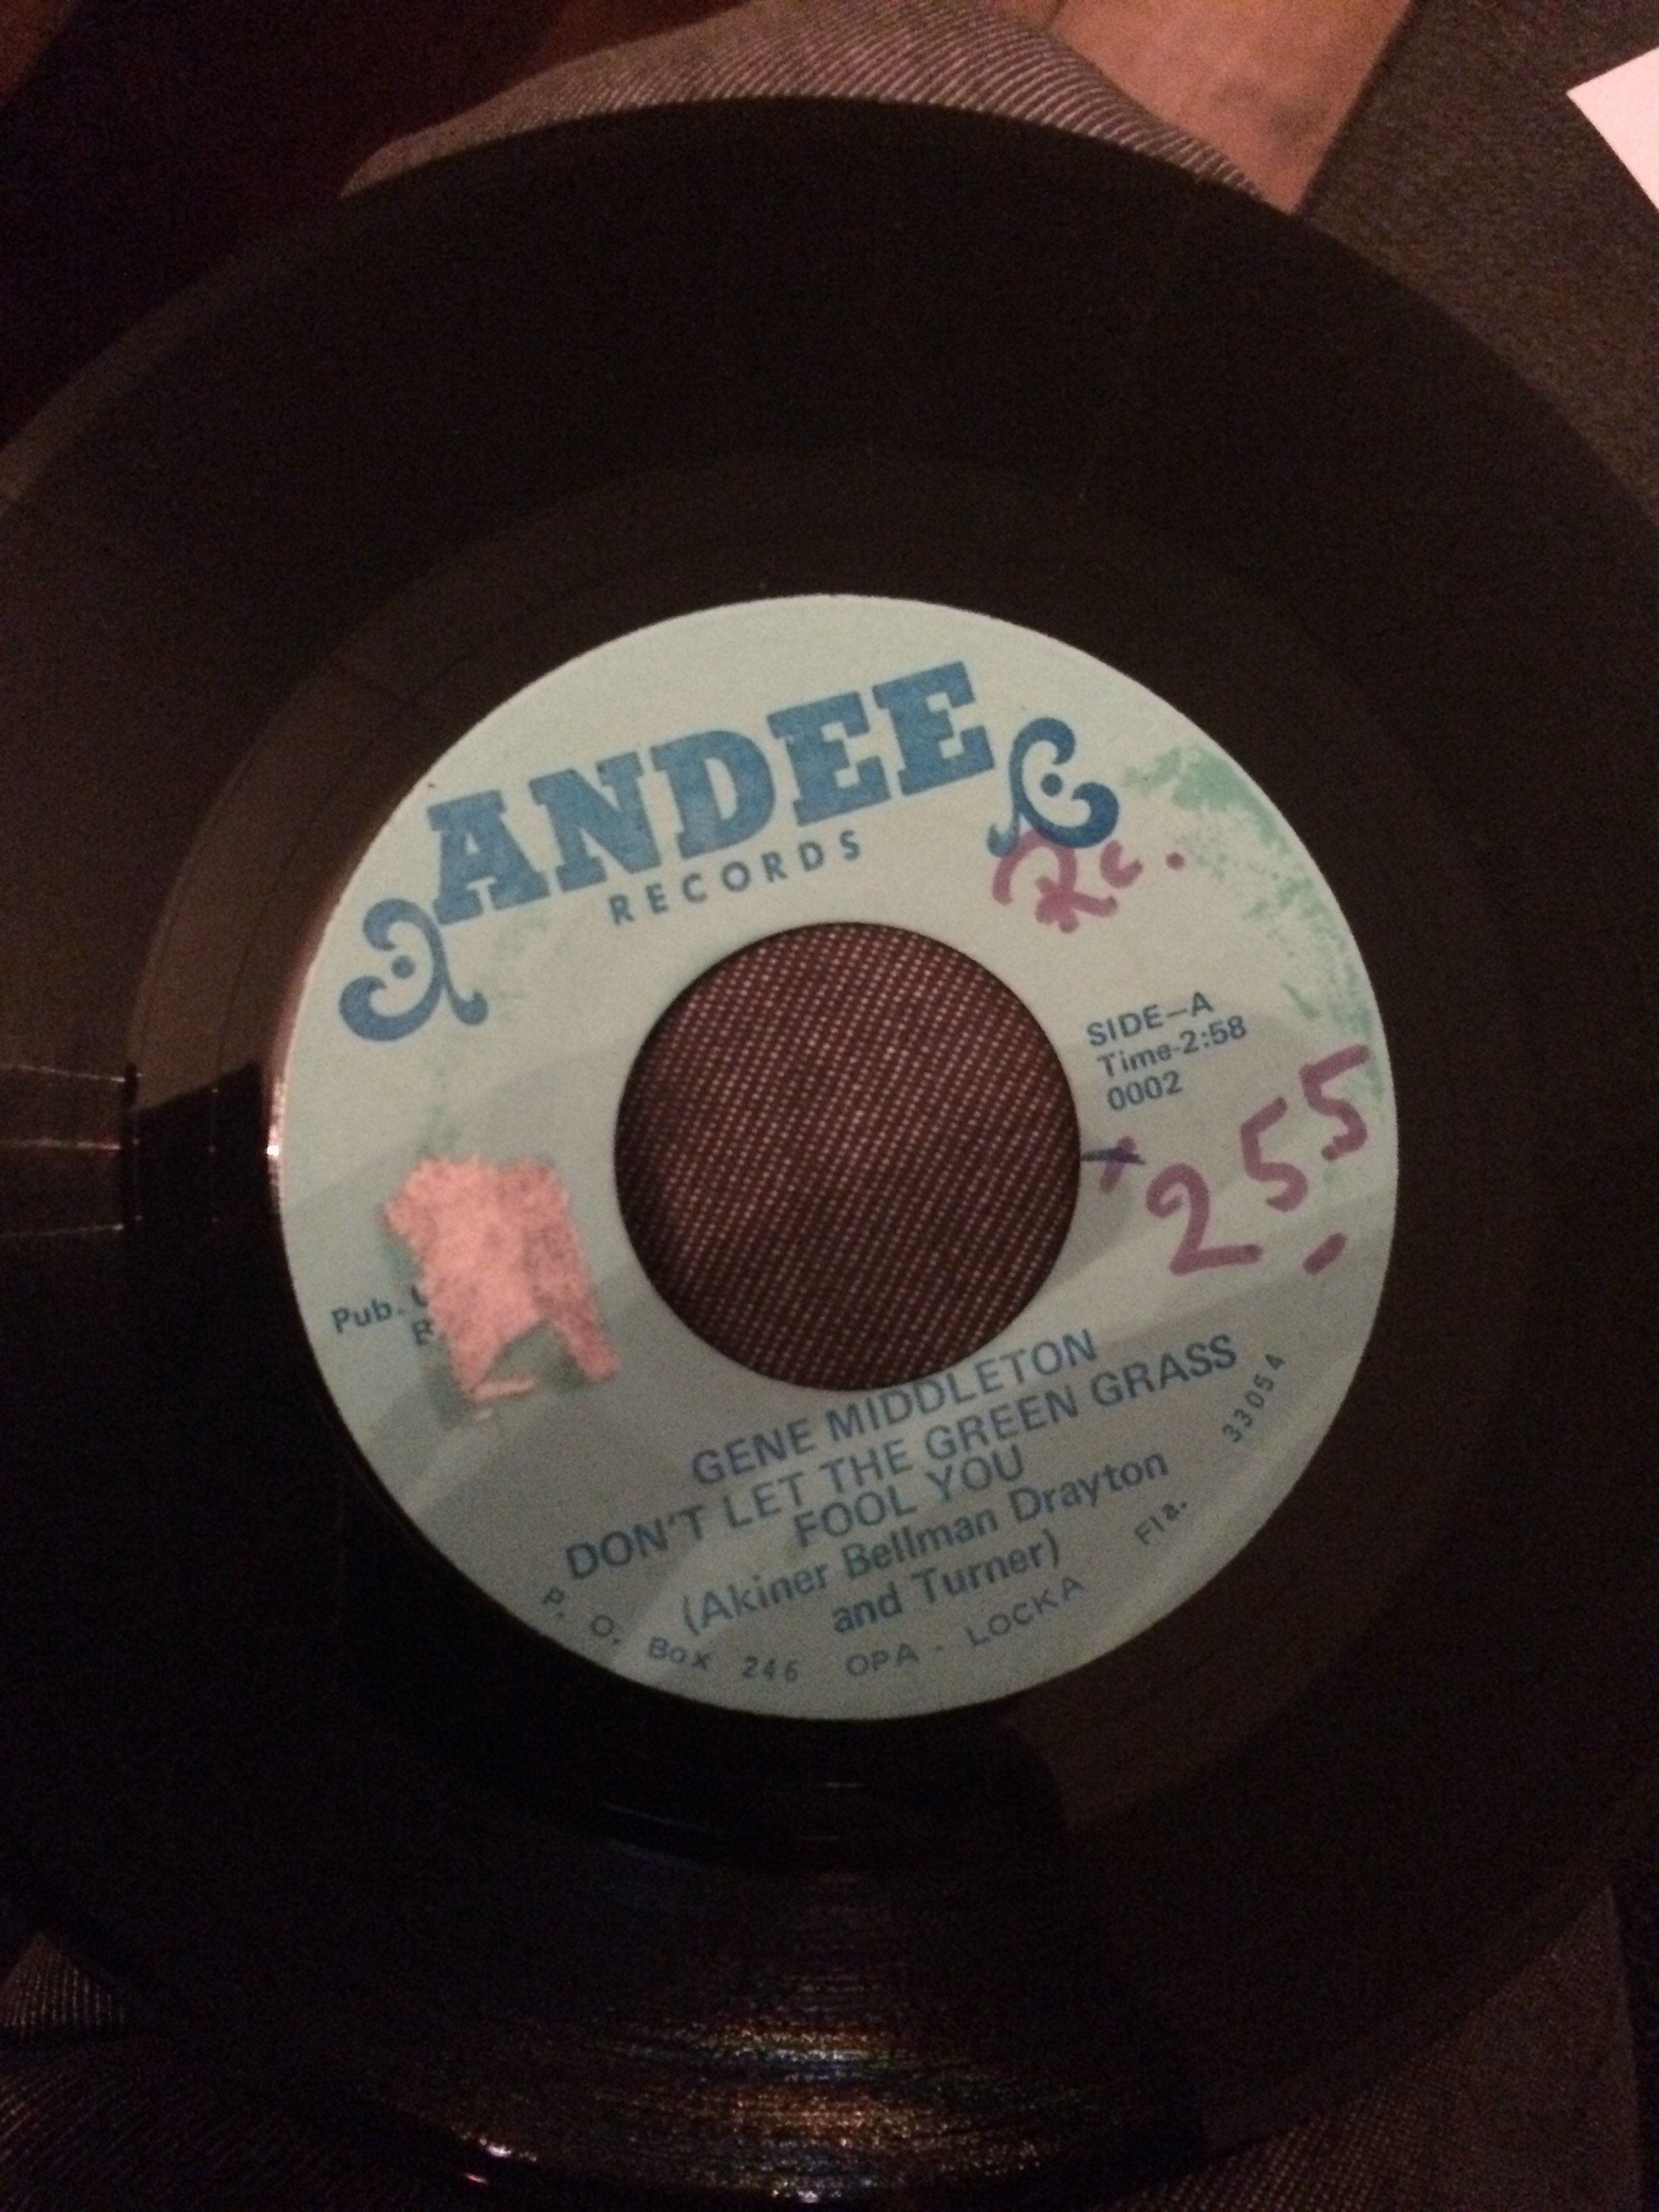 ANDEE
RECORDS
Re.
SIDE—A
Time-2:58
0002
255
Pub.
GENE MIDDLETON
DON'T LET THE GREEN GRASS
FOOL YOU
(Akiner Bellman Drayton
and Turner)
P. O. Box 246 OPA - LOCKA Fla. 33054